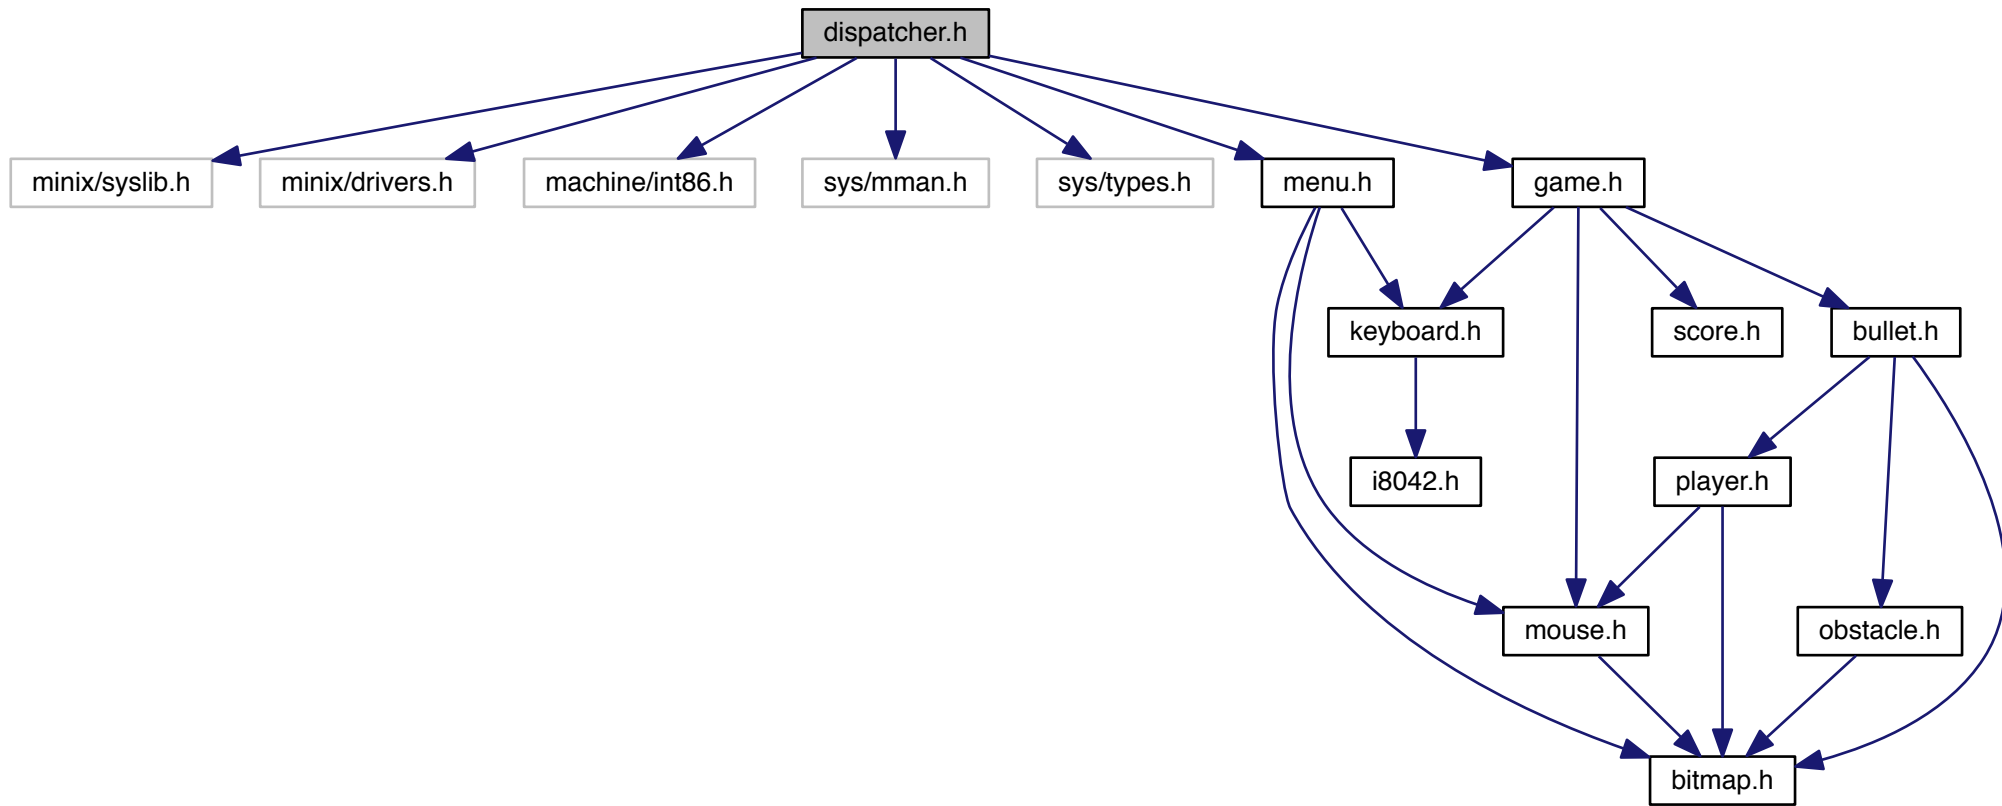 dispatcher.h
minix/syslib.h
minix/drivers.h
machine/int86.h
sys/mman.h
sys/types.h
menu.h
game.h
keyboard.h
score.h
bullet.h
i8042.h
player.h
mouse.h
obstacle.h
bitmap.h